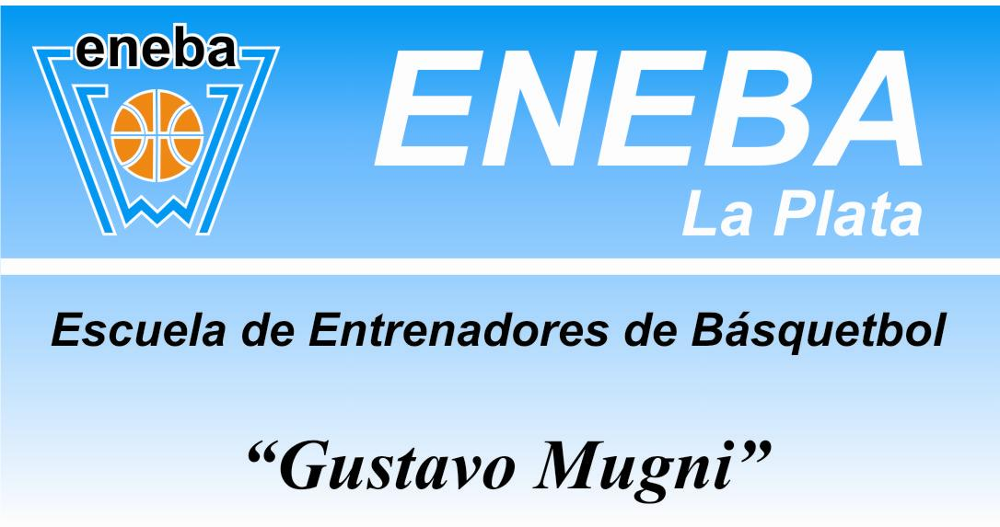 eneba
ENEBA
La Plata
Escuela de Entrenadores de Básquetbol
“Gustavo Mugni”